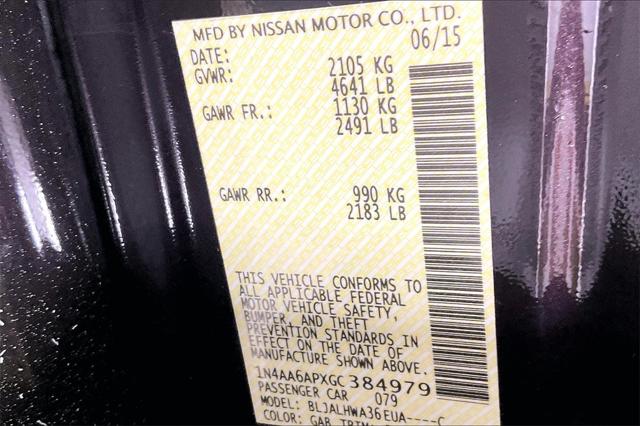 MFD BY NISSAN MOTOR CO., LTD.
DATE: 06/15
GVWR: 2105 KG
4641 LB
GAWR FR.: 1130 KG
2491 LB
GAWR RR.: 990 KG
2183 LB
THIS VEHICLE CONFORMS TO
ALL APPLICABLE FEDERAL
MOTOR VEHICLE SAFETY,
BUMPER, AND THEFT
PREVENTION STANDARDS IN
EFFECT ON THE DATE OF
MANUFACTURE SHOWN ABOVE.
1N4AA6APXGC384979
PASSENGER CAR 079
MODEL: BLJALHWA36EUA----C
COLOR: GAB TRIM: